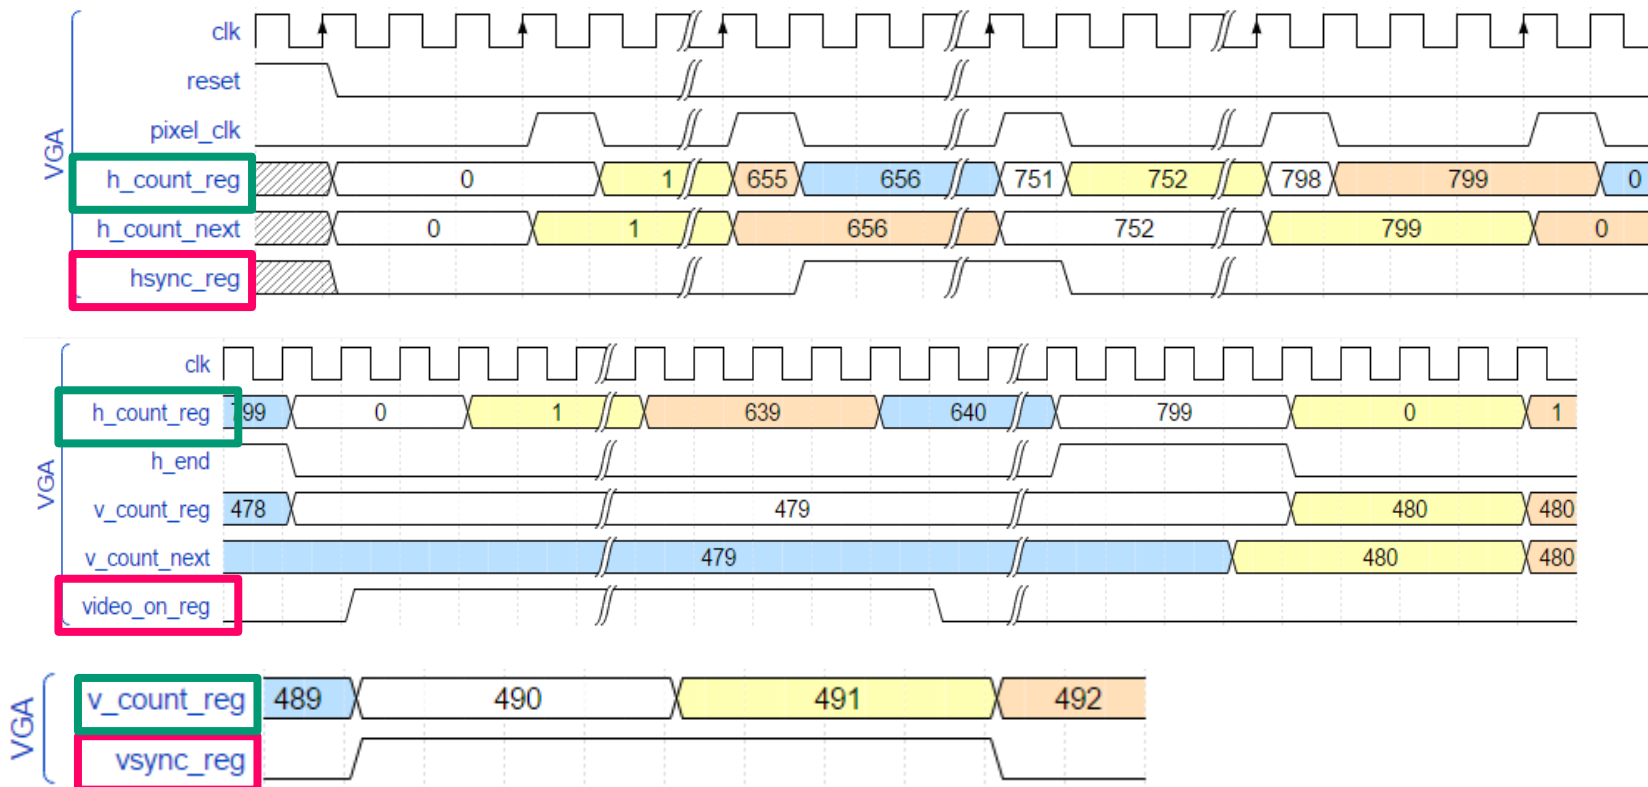 VGA
clk
reset
pixel_clk
h_count_reg 0 1 655 656 751 752 798 799 0
h_count_next 0 1 656 752 799 0
hsync_reg
VGA
clk
h_count_reg 799 0 1 639 640 799 0 1
h_end
v_count_reg 478 479 480 480
v_count_next 479 480 480
video_on_reg
VGA
v_count_reg 489 490 491 492
vsync_reg